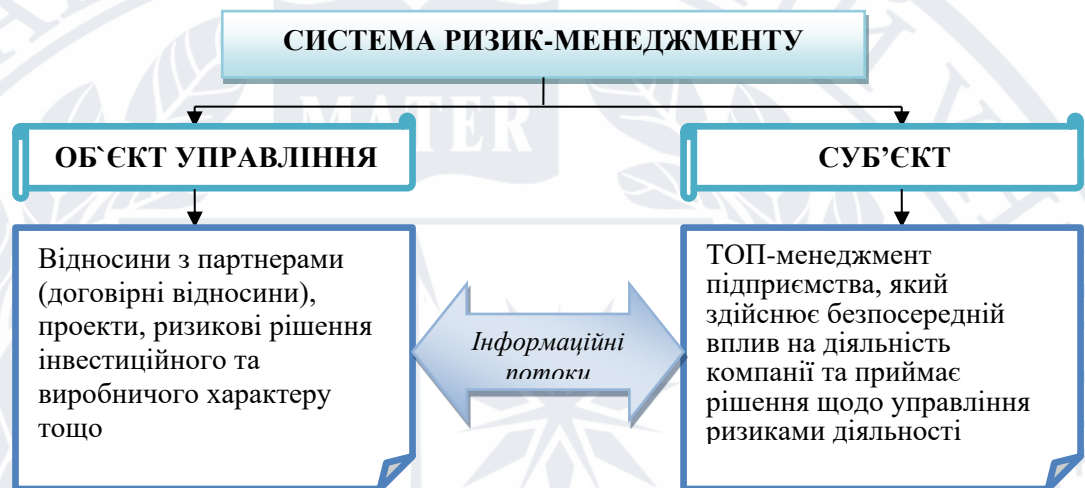 СИСТЕМА РИЗИК-МЕНЕДЖМЕНТУ
MATER
ОБ`ЄКТ УПРАВЛІННЯ
СУБ’ЄКТ
Відносини з партнерами
(договірні відносини),
проекти, ризикові рішення
інвестиційного та
виробничого характеру
тощо
Інформаційні
потоки
ТОП-менеджмент
підприємства, який
здійснює безпосередній
вплив на діяльність
компанії та приймає
рішення щодо управління
ризиками діяльності